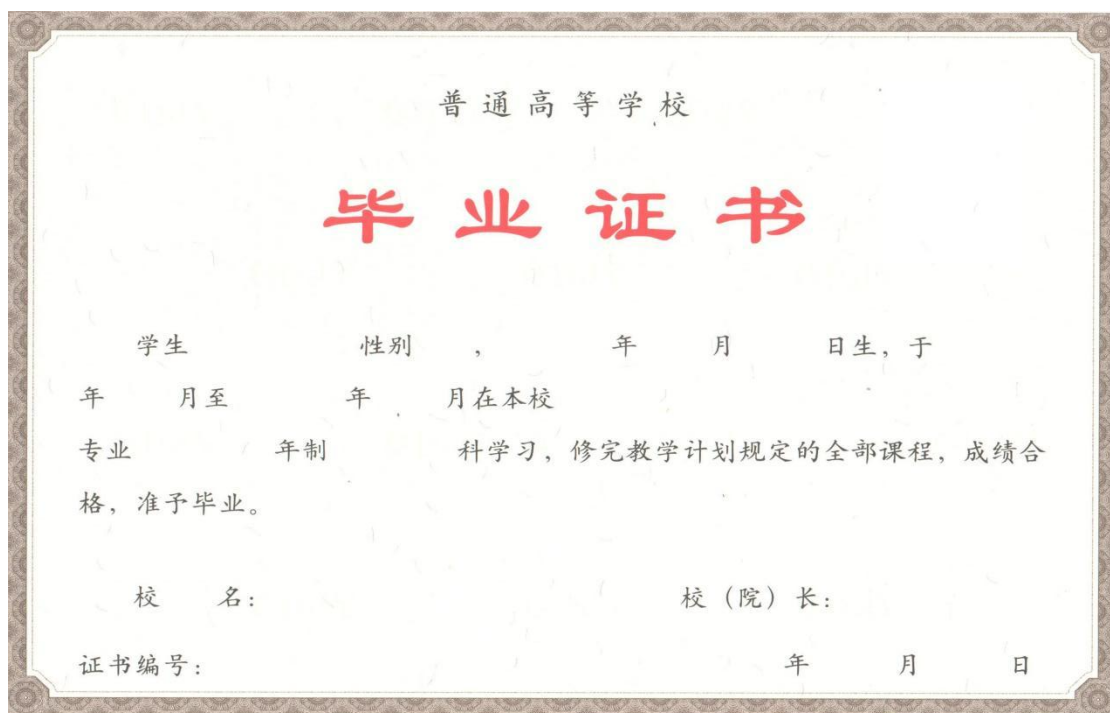 普通高等学校
毕业证书
学生 性别 , 年 月 日生，于
年 月至 年 月在本校
专业 年制 科学习，修完教学计划规定的全部课程，成绩合
格，准予毕业。
校 名： 校（院）长：
证书编号： 年 月 日